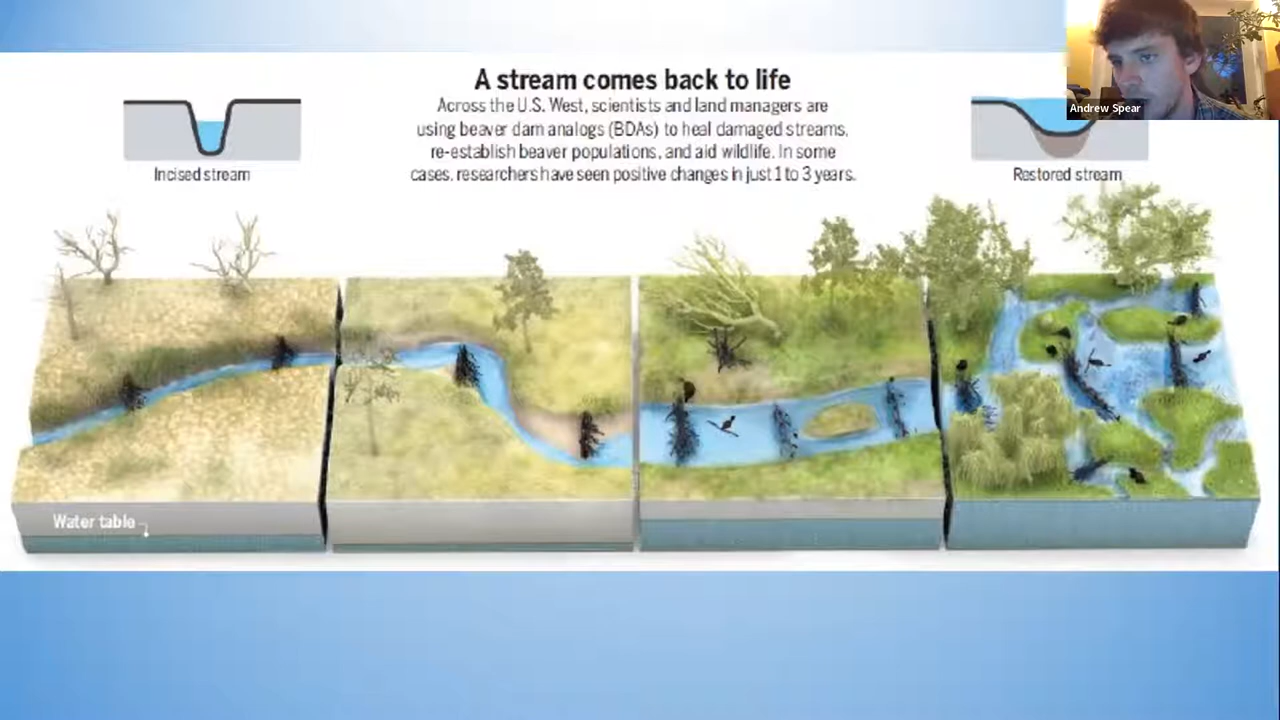 A stream comes back to life
Across the U.S. West, scientists and land managers are
using beaver dam analogs (BDAs) to heal damaged streams,
re-establish beaver populations, and aid wildlife. In some
cases, researchers have seen positive changes in just 1 to 3 years.
Incised stream
Restored stream
Andrew Spear
Water table